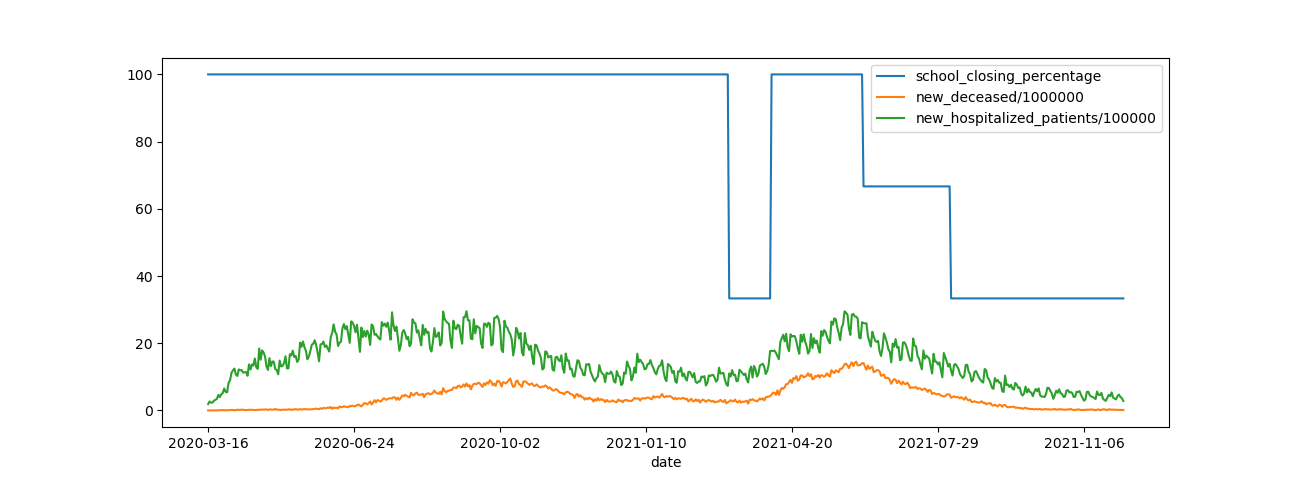 100
80
60
40
20
0
school_closing_percentage
new_deceased/1000000
new_hospitalized_patients/100000
2020-03-16 2020-06-24 2020-10-02 2021-01-10 2021-04-20 2021-07-29 2021-11-06
date